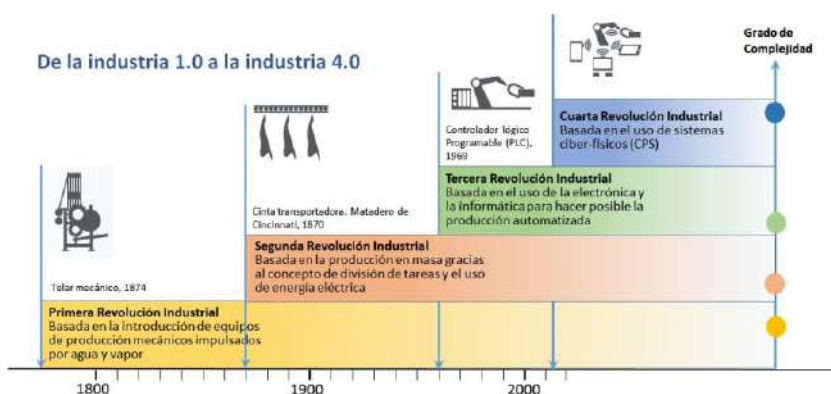 De la industria 1.0 a la industria 4.0
Grado de
Complejidad
Cuarta Revolución Industrial
Basada en el uso de sistemas
ciber-físicos (CPS)
Controlador lógico
Programable (PLC),
1969
Tercera Revolución Industrial
Basada en el uso de la electrónica y
la informática para hacer posible la
producción automatizada
Cinta transportadora. Matadero de
Cincinnati, 1870
Segunda Revolución Industrial
Basada en la producción en masa gracias
al concepto de división de tareas y el uso
de energía eléctrica
Telar mecánico, 1874
Primera Revolución Industrial
Basada en la introducción de equipos
de producción mecánicos impulsados
por agua y vapor
1800
1900
2000